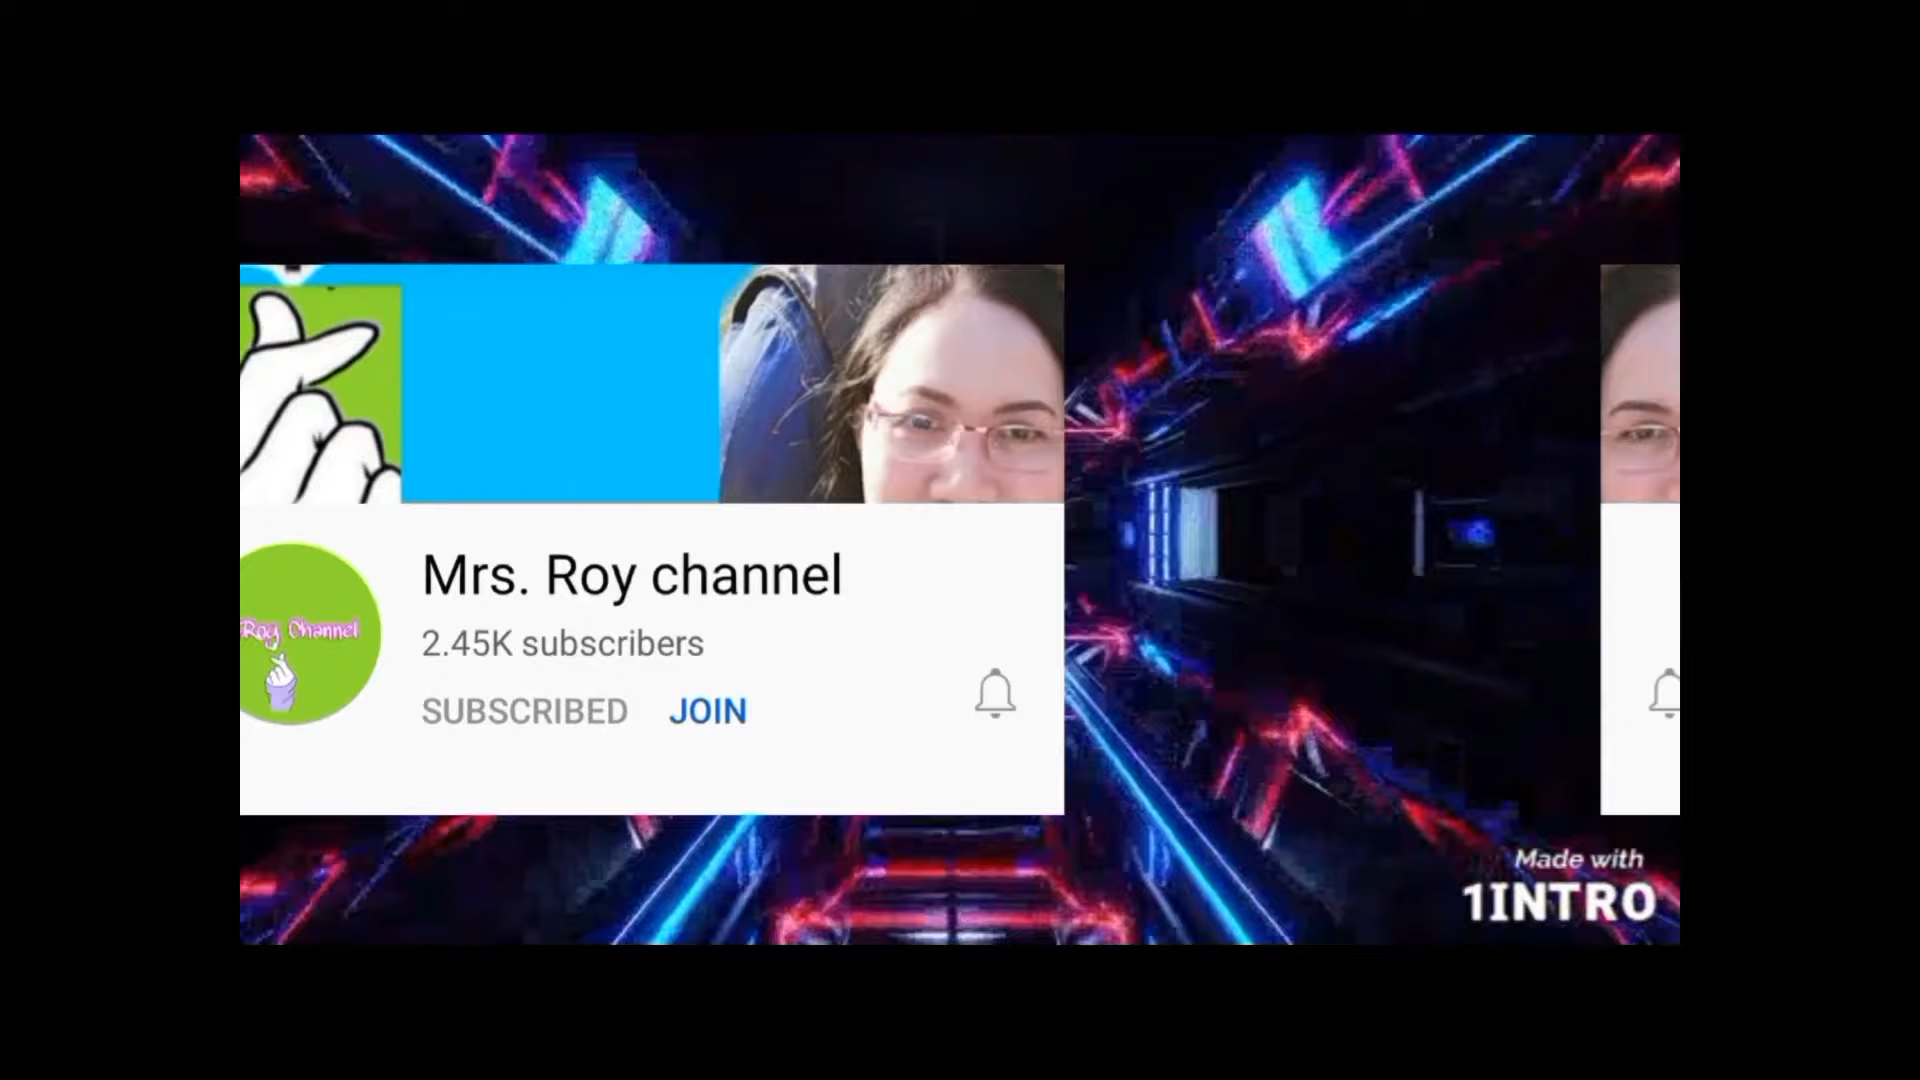 Mrs. Roy channel
Roy Channel
2.45K subscribers
SUBSCRIBED JOIN
Made with
1INTRO